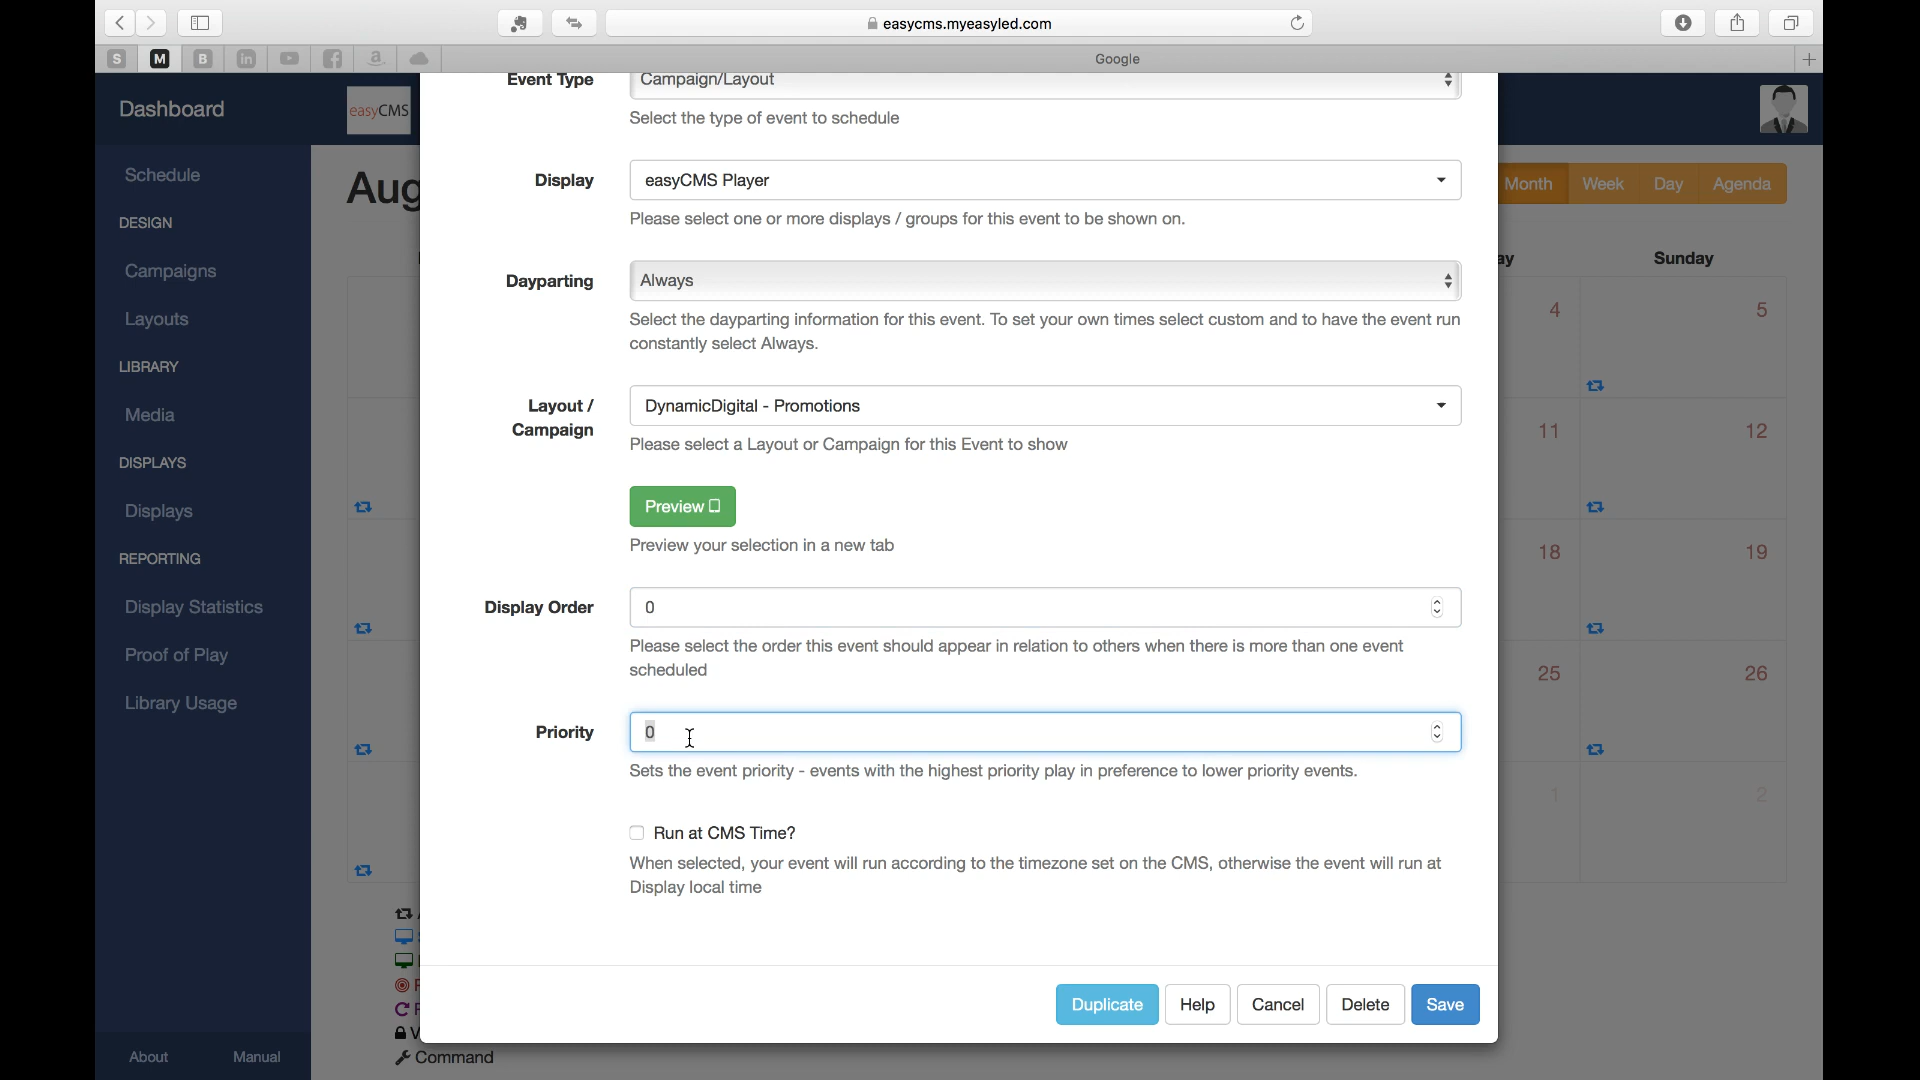 easycms.myeasyled.com
S
M
B
in
a
Google
Dashboard
easyCMS
Schedule
DESIGN
Campaigns
Layouts
LIBRARY
Media
DISPLAYS
Displays
REPORTING
Display Statistics
Proof of Play
Library Usage
About
Manual
Aug
Month
Week
Day
Agenda
ay
Sunday
4
5
11
12
18
19
25
26
1
2
Event Type
Campaign/Layout
Select the type of event to schedule
Display
easyCMS Player
Please select one or more displays / groups for this event to be shown on.
Dayparting
Always
Select the dayparting information for this event. To set your own times select custom and to have the event run
constantly select Always.
Layout /
Campaign
DynamicDigital - Promotions
Please select a Layout or Campaign for this Event to show
Preview
Preview your selection in a new tab
Display Order
0
Please select the order this event should appear in relation to others when there is more than one event
scheduled
Priority
0
Sets the event priority - events with the highest priority play in preference to lower priority events.
Run at CMS Time?
When selected, your event will run according to the timezone set on the CMS, otherwise the event will run at
Display local time
Duplicate
Help
Cancel
Delete
Save
Command